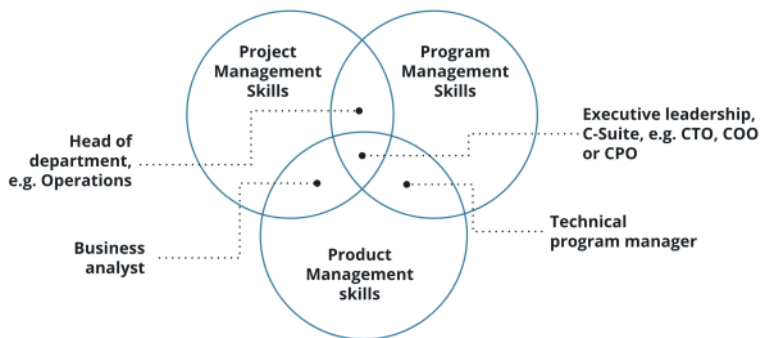 Project
Management
Skills
Program
Management
Skills
Executive leadership,
C-Suite, e.g. CTO, COO
or CPO
Head of
department,
e.g. Operations
Technical
program manager
Business
analyst
Product
Management
skills